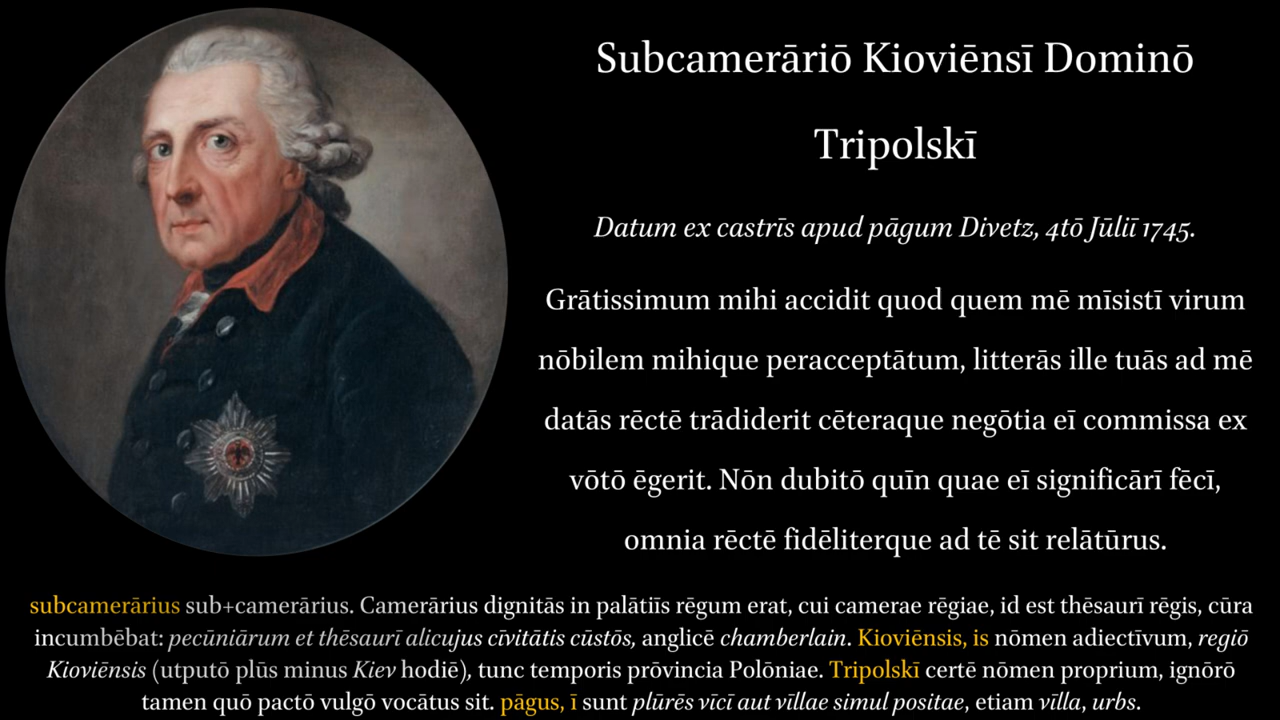 Subcamerāriō Kioviēnsī Dominō
Tripolskī
Datum ex castrīs apud pāgum Divetz, 4tō Jūliī 1745.
Grātissimum mihi accidit quod quem mē mīsistī virum
nōbilem mihique peracceptātum, litterās ille tuās ad mē
datās rēctē trādiderit cēteraque negōtia eī commissa ex
vōtō ēgerit. Nōn dubitō quīn quae eī significārī fēcī,
omnia rēctē fidēliterque ad tē sit relātūrus.
subcamerārius sub+camerārius. Camerārius dignitās in palātiīs rēgum erat, cui camerae rēgiae, id est thēsaurī rēgis, cūra
incumbēbat: pecūniārum et thēsaurī alicujus cīvitātis cūstōs, anglicē chamberlain. Kioviēnsis, is nōmen adiectīvum, regiō
Kioviēnsis (utputō plūs minus Kiev hodiē), tunc temporis prōvincia Polōniae. Tripolskī certē nōmen proprium, ignōrō
tamen quō pactō vulgō vocātus sit. pāgus, ī sunt plūrēs vīcī aut vīllae simul positae, etiam vīlla, urbs.